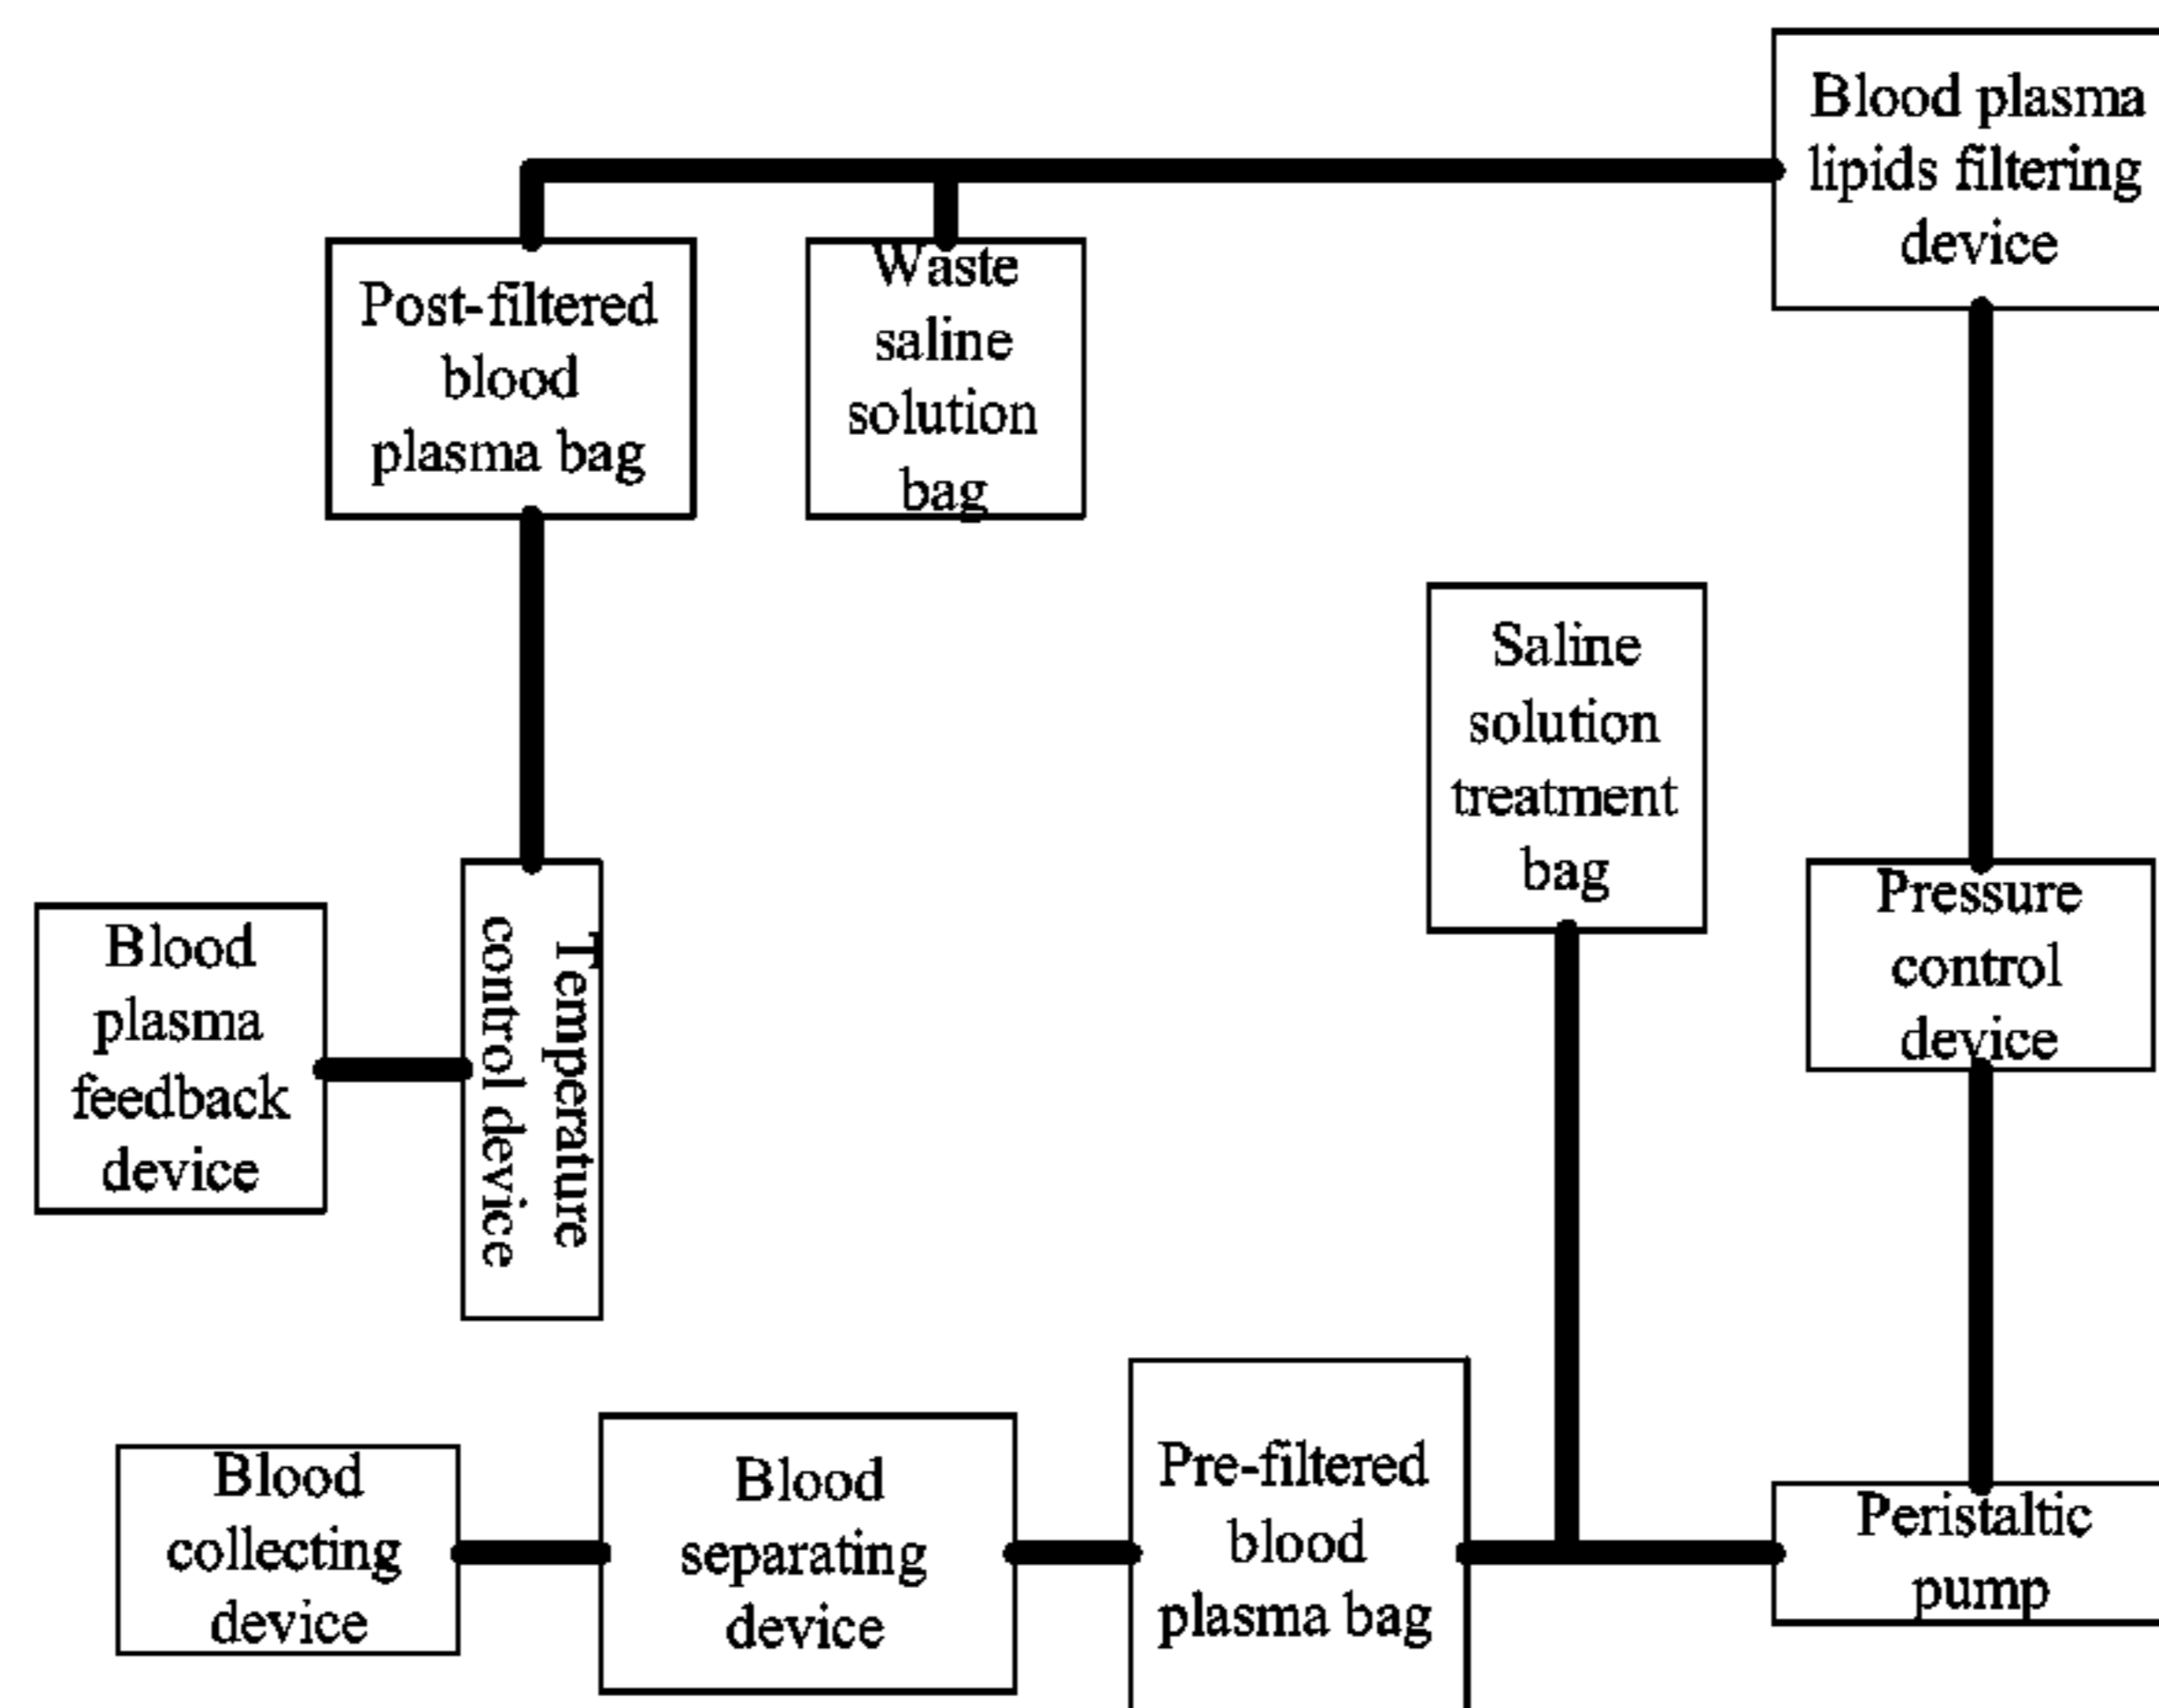 Blood plasma
lipids filtering
device
Post-filtered
blood
plasma bag
Waste
saline
solution
bag
Saline
solution
treatment
bag
Blood
plasma
feedback
device
Temperature
control device
Pressure
control
device
Blood
collecting
device
Blood
separating
device
Pre-filtered
blood
plasma bag
Peristaltic
pump